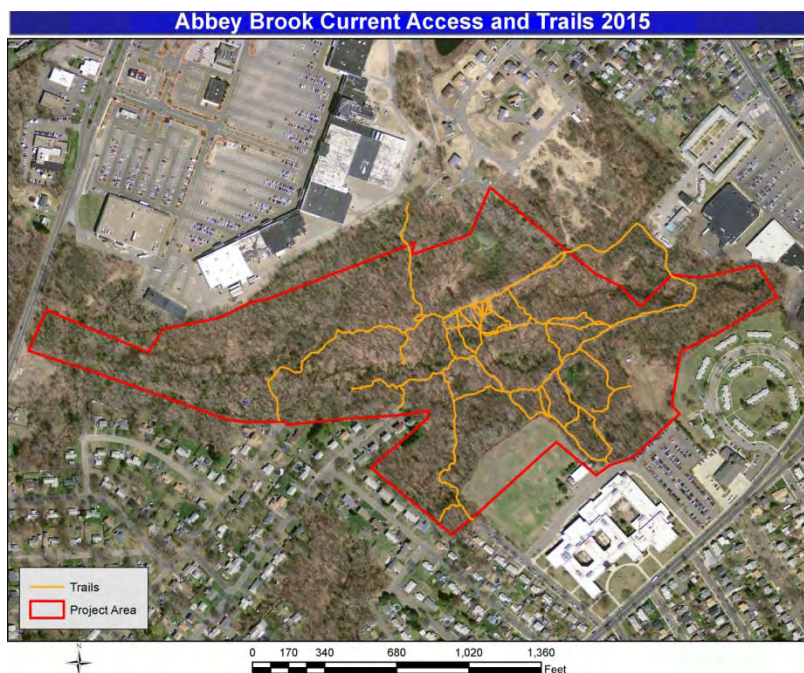 Abbey Brook Current Access and Trails 2015
Trails
Project Area
N
0 170 340 680 1,020 1,360
Feet